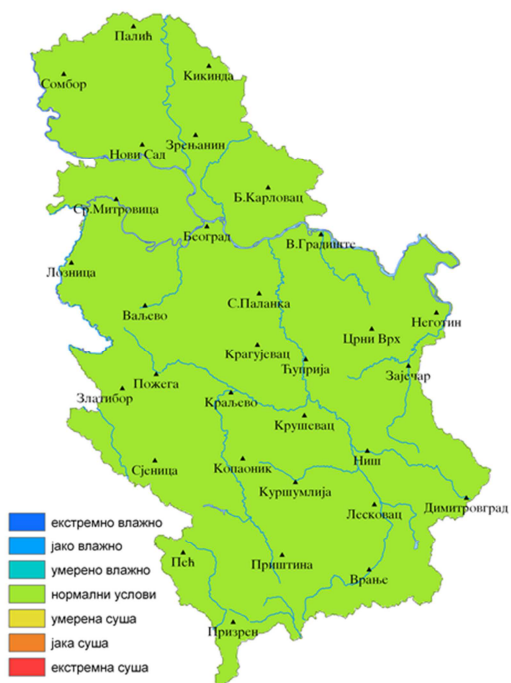 Палић
Кикинда
Сомбор
Зрењанин
Нови Сад
Б.Карловац
Ср.Митровица
Београд
В.Градиште
Лозница
С.Паланка
Ваљево
Неготин
Црни Врх
Крагујевац
Ћуприја
Зајечар
Пожега
Златибор
Краљево
Крушевац
Ниш
Сјеница
Копаоник
Куршумлија
Димитровград
Лесковац
Пећ
Приштина
Врање
Призрен
екстремно влажно
јако влажно
умерено влажно
нормални услови
умерена суша
јака суша
екстремна суша